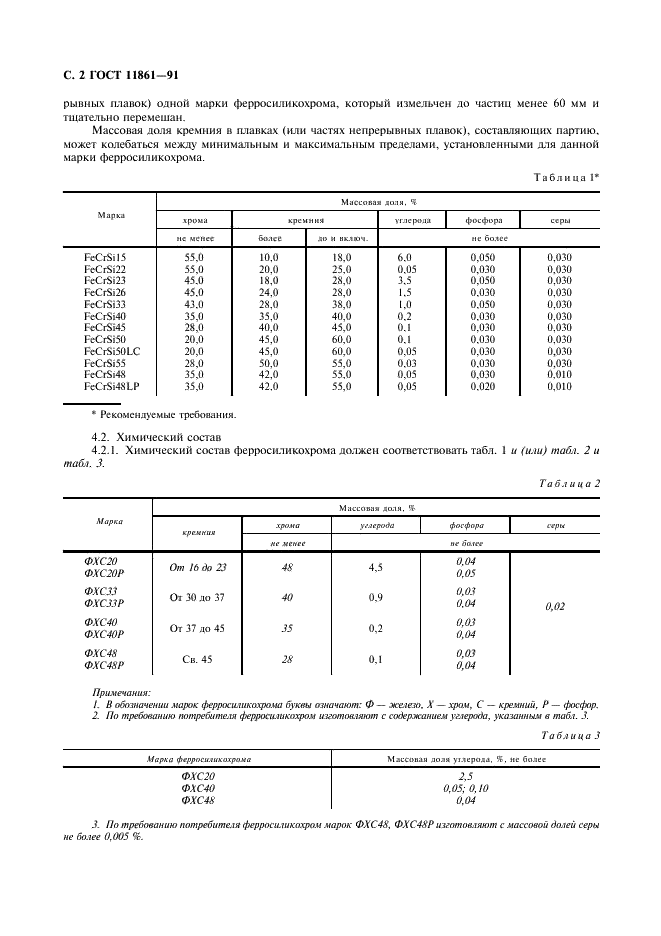 С. 2 ГОСТ 11861—91
рывных плавок) одной марки ферросиликохрома, который измельчен до частиц менее 60 мм и
тщательно перемешан.
Массовая доля кремния в плавках (или частях непрерывных плавок), составляющих партию,
может колебаться между минимальным и максимальным пределами, установленными для данной
марки ферросиликохрома.
Таблица 1*
Марка Массовая доля, %
хрома кремния углерода фосфора серы
не менее более до и включ. не более
FeCrSi15 55,0 10,0 18,0 6,0 0,050 0,030
FeCrSi22 55,0 20,0 25,0 0,05 0,030 0,030
FeCrSi23 45,0 18,0 28,0 3,5 0,050 0,030
FeCrSi26 45,0 24,0 28,0 1,5 0,030 0,030
FeCrSi33 43,0 28,0 38,0 1,0 0,050 0,030
FeCrSi40 35,0 35,0 40,0 0,2 0,030 0,030
FeCrSi45 28,0 40,0 45,0 0,1 0,030 0,030
FeCrSi50 20,0 45,0 60,0 0,1 0,030 0,030
FeCrSi50LC 20,0 45,0 60,0 0,05 0,030 0,030
FeCrSi55 28,0 50,0 55,0 0,03 0,030 0,030
FeCrSi48 35,0 42,0 55,0 0,05 0,030 0,010
FeCrSi48LP 35,0 42,0 55,0 0,05 0,020 0,010
* Рекомендуемые требования.
4.2. Химический состав
4.2.1. Химический состав ферросиликохрома должен соответствовать табл. 1 и (или) табл. 2 и
табл. 3.
Таблица 2
Марка Массовая доля, %
кремния хрома углерода фосфора серы
не менее не более
ФХС20 От 16 до 23 48 4,5 0,04
ФХС20Р 0,05
ФХС33 От 30 до 37 40 0,9 0,03
ФХС33Р 0,04
0,02
ФХС40 От 37 до 45 35 0,2 0,03
ФХС40Р 0,04
ФХС48 Св. 45 28 0,1 0,03
ФХС48Р 0,04
Примечания:
1. В обозначении марок ферросиликохрома буквы означают: Ф — железо, Х — хром, С — кремний, Р — фосфор.
2. По требованию потребителя ферросиликохром изготовляют с содержанием углерода, указанным в табл. 3.
Таблица 3
Марка ферросиликохрома Массовая доля углерода, %, не более
ФХС20 2,5
ФХС40 0,05; 0,10
ФХС48 0,04
3. По требованию потребителя ферросиликохром марок ФХС48, ФХС48Р изготовляют с массовой долей серы
не более 0,005 %.